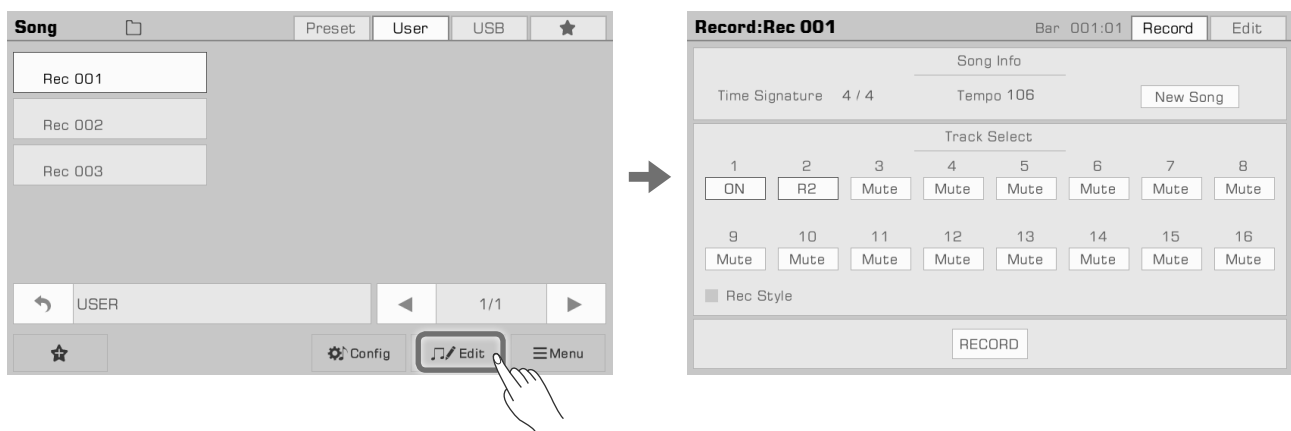 Song Preset User USB
Rec 001
Rec 002
Rec 003
USER 1/1
Config Edit Menu
Record:Rec 001 Bar 001:01 Record Edit
Song Info
Time Signature 4 / 4 Tempo 106 New Song
Track Select
1 2 3 4 5 6 7 8
ON R2 Mute Mute Mute Mute Mute Mute
9 10 11 12 13 14 15 16
Mute Mute Mute Mute Mute Mute Mute Mute
Rec Style
RECORD